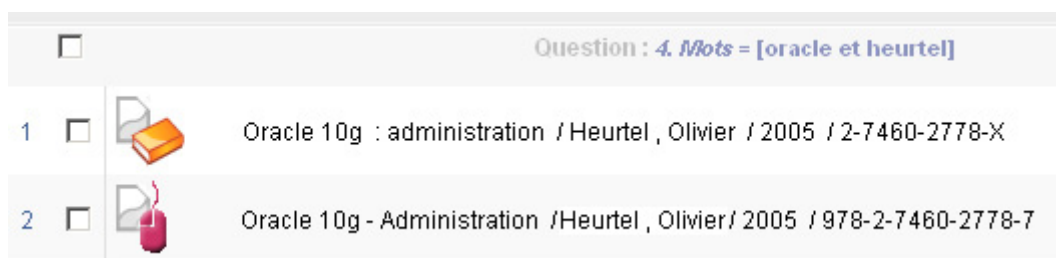 Question : 4. Mots = [oracle et heurtel]
1 Oracle 10g : administration / Heurtel , Olivier / 2005 / 2-7460-2778-X
2 Oracle 10g - Administration /Heurtel , Olivier/ 2005 / 978-2-7460-2778-7